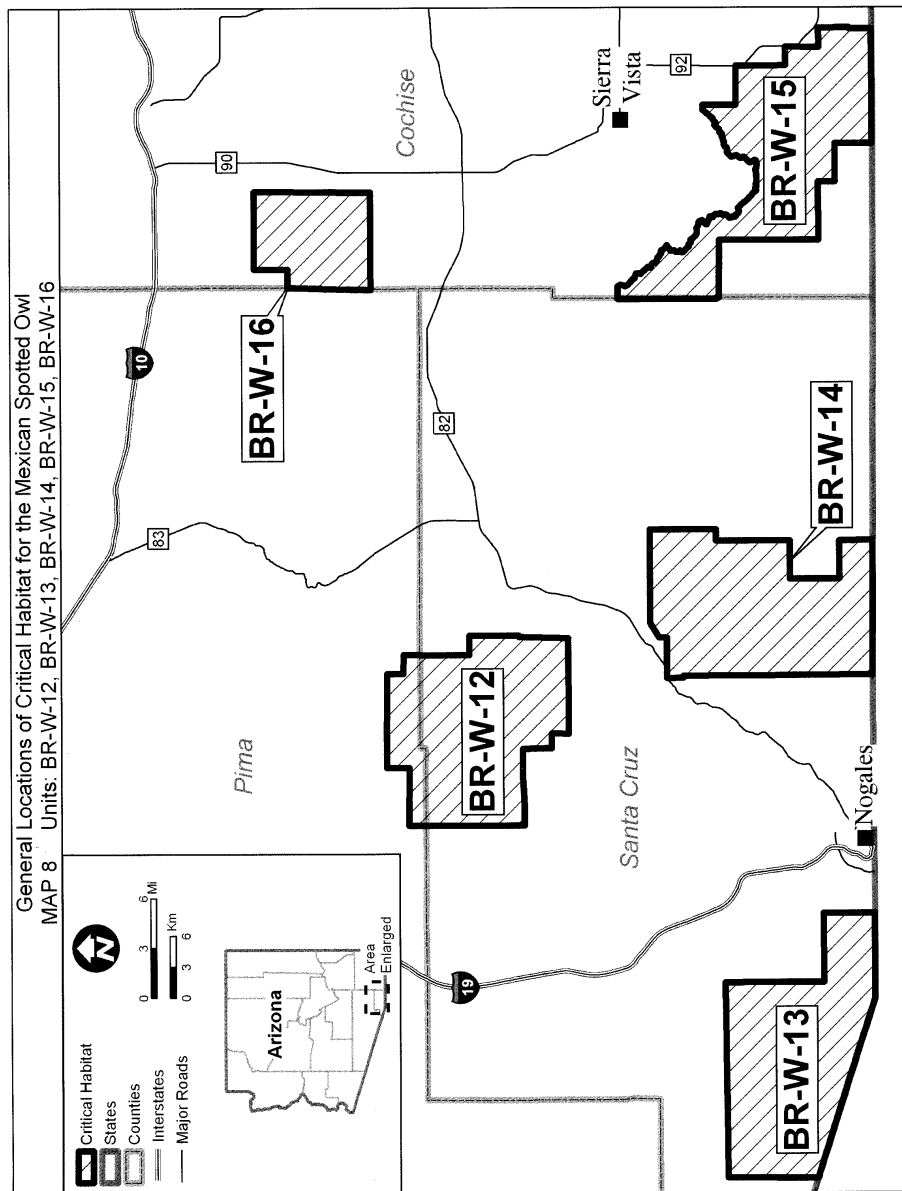 General Locations of Critical Habitat for the Mexican Spotted Owl
MAP 8 Units: BR-W-12, BR-W-13, BR-W-14, BR-W-15, BR-W-16
Critical Habitat
States
Counties
Interstates
Major Roads
N
0 3 6
Mi
Km
0 3 6
Arizona
Area
Enlarged
10
83
90
BR-W-16
Cochise
Pima
82
Sierra
Vista
92
BR-W-12
19
Santa Cruz
BR-W-15
BR-W-14
BR-W-13
Nogales